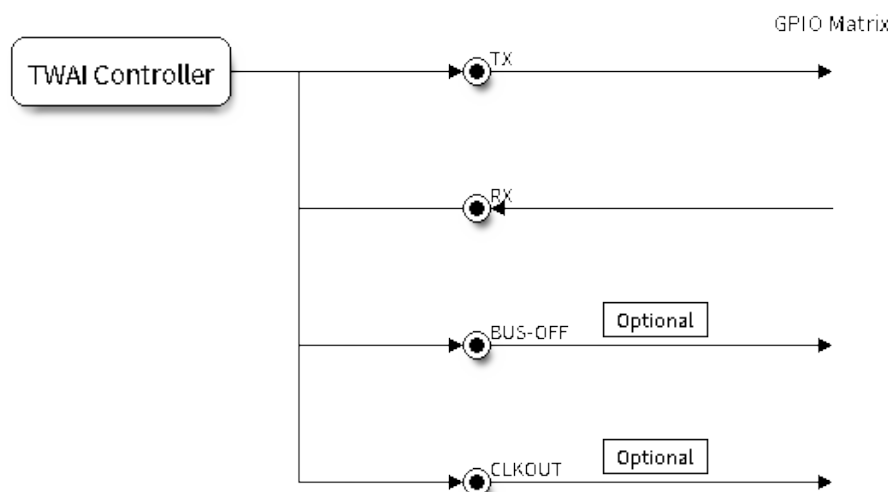 GPIO Matrix
TWAI Controller
TX
RX
BUS-OFF
Optional
CLKOUT
Optional